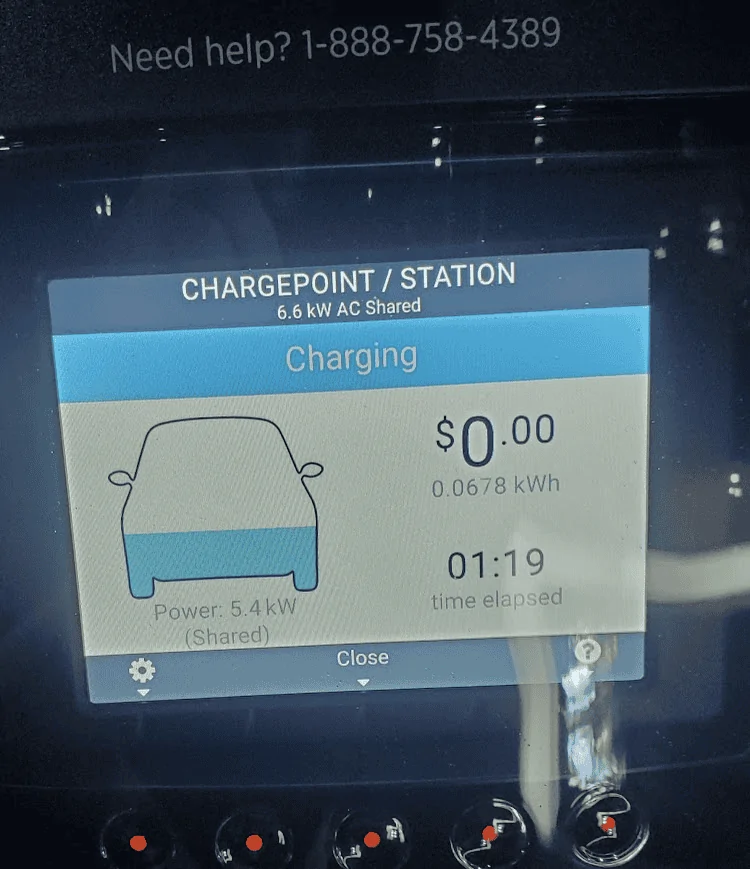 Need help? 1-888-758-4389
CHARGEPOINT / STATION
6.6 kW AC Shared
Charging
$0.00
0.0678 kWh
01:19
time elapsed
Power: 5.4 kW
(Shared)
Close
?